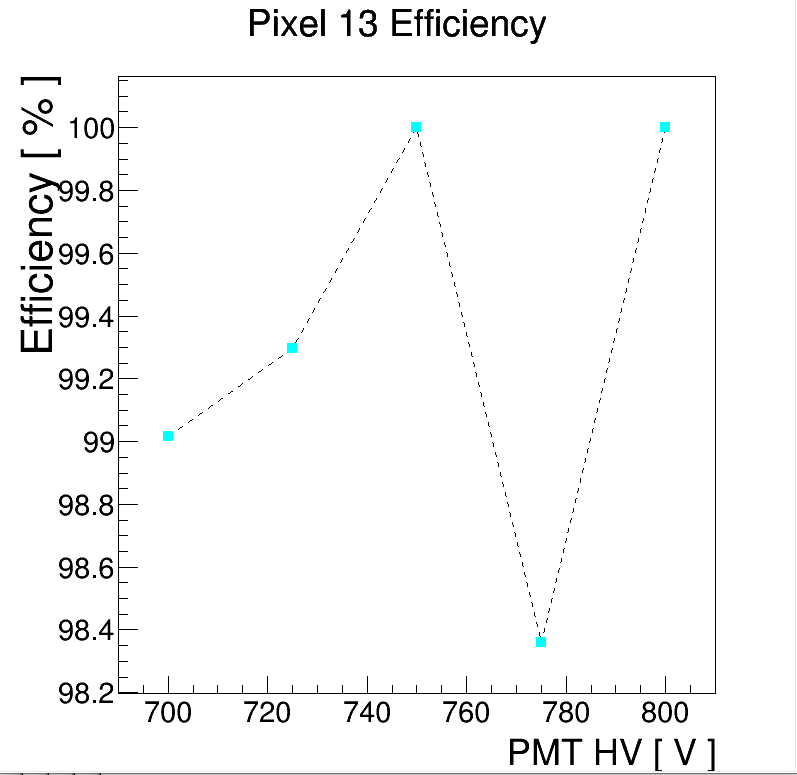 Pixel 13 Efficiency
Efficiency [ % ]
100
99.8
99.6
99.4
99.2
99
98.8
98.6
98.4
98.2
700 720 740 760 780 800
PMT HV [ V ]